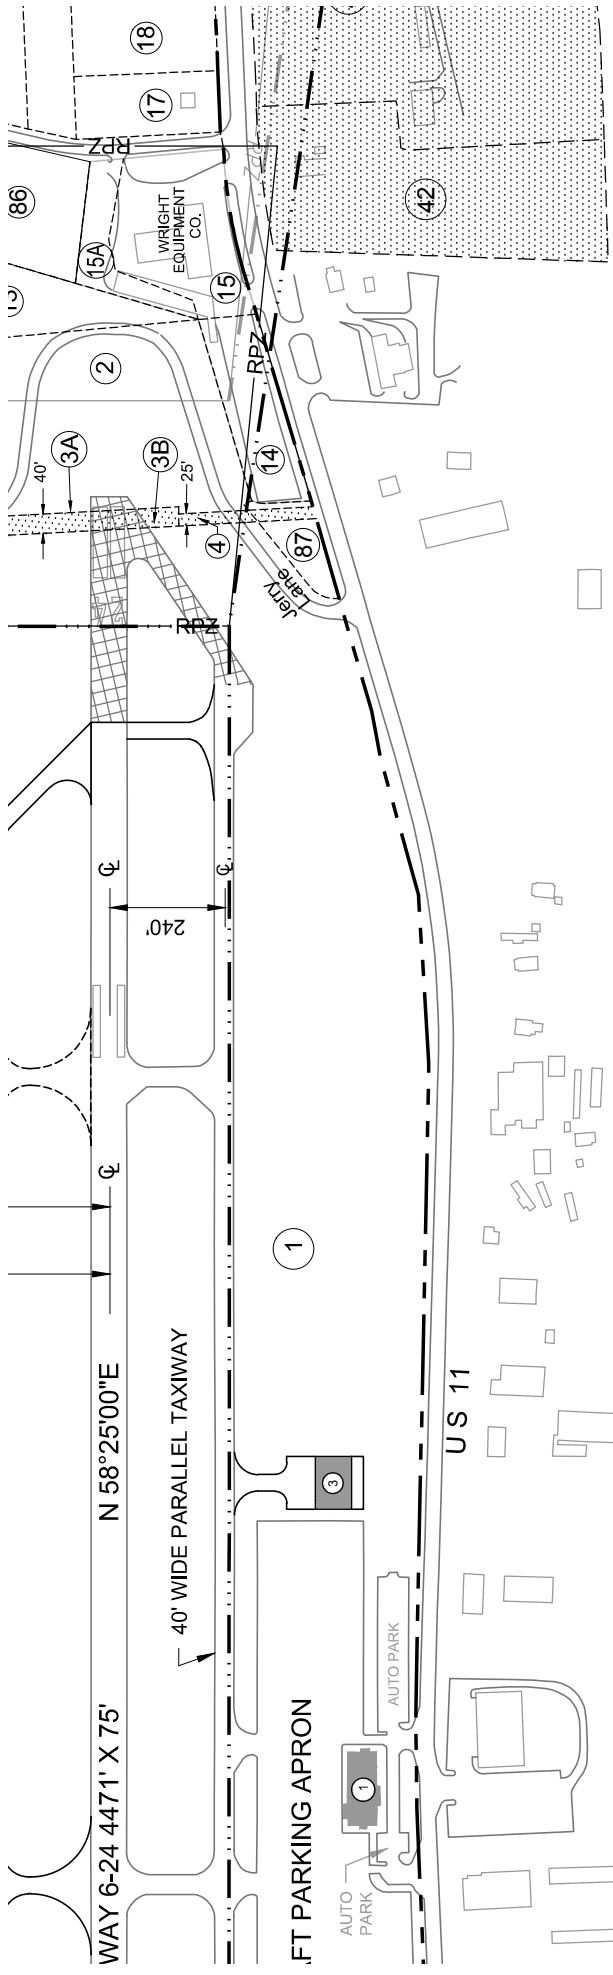 18
17
RPZ
86
WRIGHT
EQUIPMENT
CO.
15A
15
42
2
RPZ
3A
40'
3B
25'
14
4
87
Jerry
Lane
RPZ
℄
℄
240'
℄
1
N 58°25'00"E
40' WIDE PARALLEL TAXIWAY
US 11
3
AUTO PARK
WAY 6-24 4471' X 75'
AFT PARKING APRON
1
AUTO
PARK